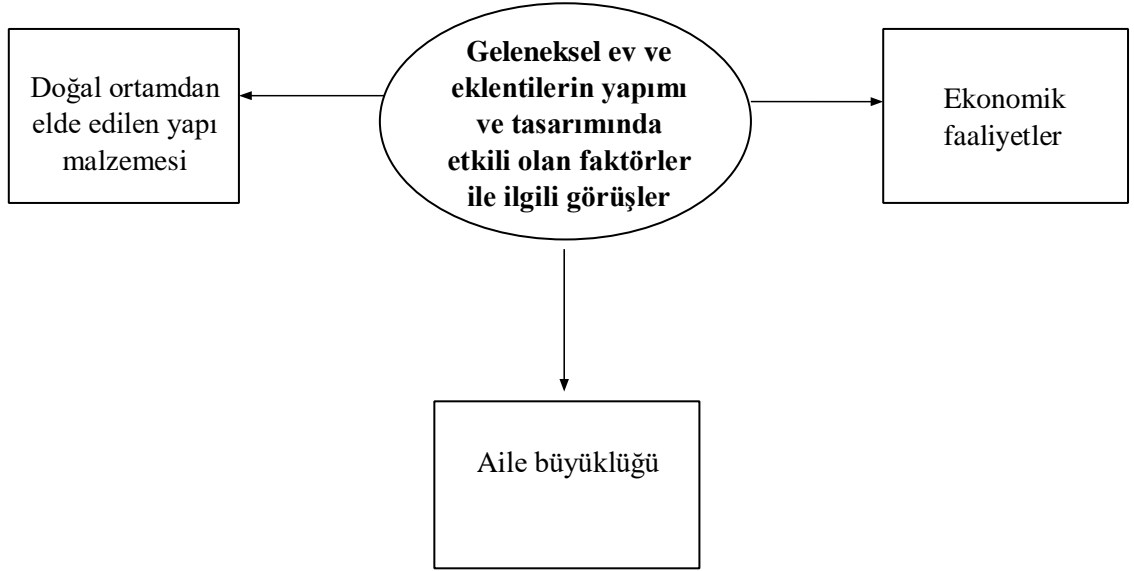 Geleneksel ev ve
eklentilerin yapımı
ve tasarımında
etkili olan faktörler
ile ilgili görüşler
Doğal ortamdan
elde edilen yapı
malzemesi
Ekonomik
faaliyetler
Aile büyüklüğü